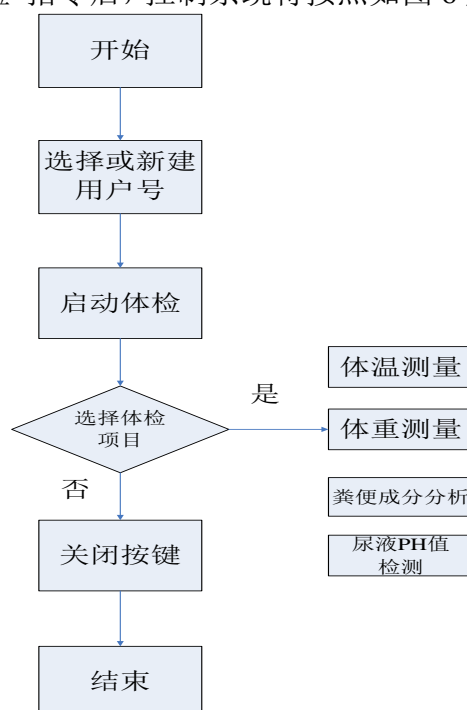 指令后，控制系统将按照如图
开始
选择或新建
用户号
启动体检
选择体检
项目
是
否
体温测量
体重测量
粪便成分分析
尿液PH值
检测
关闭按键
结束